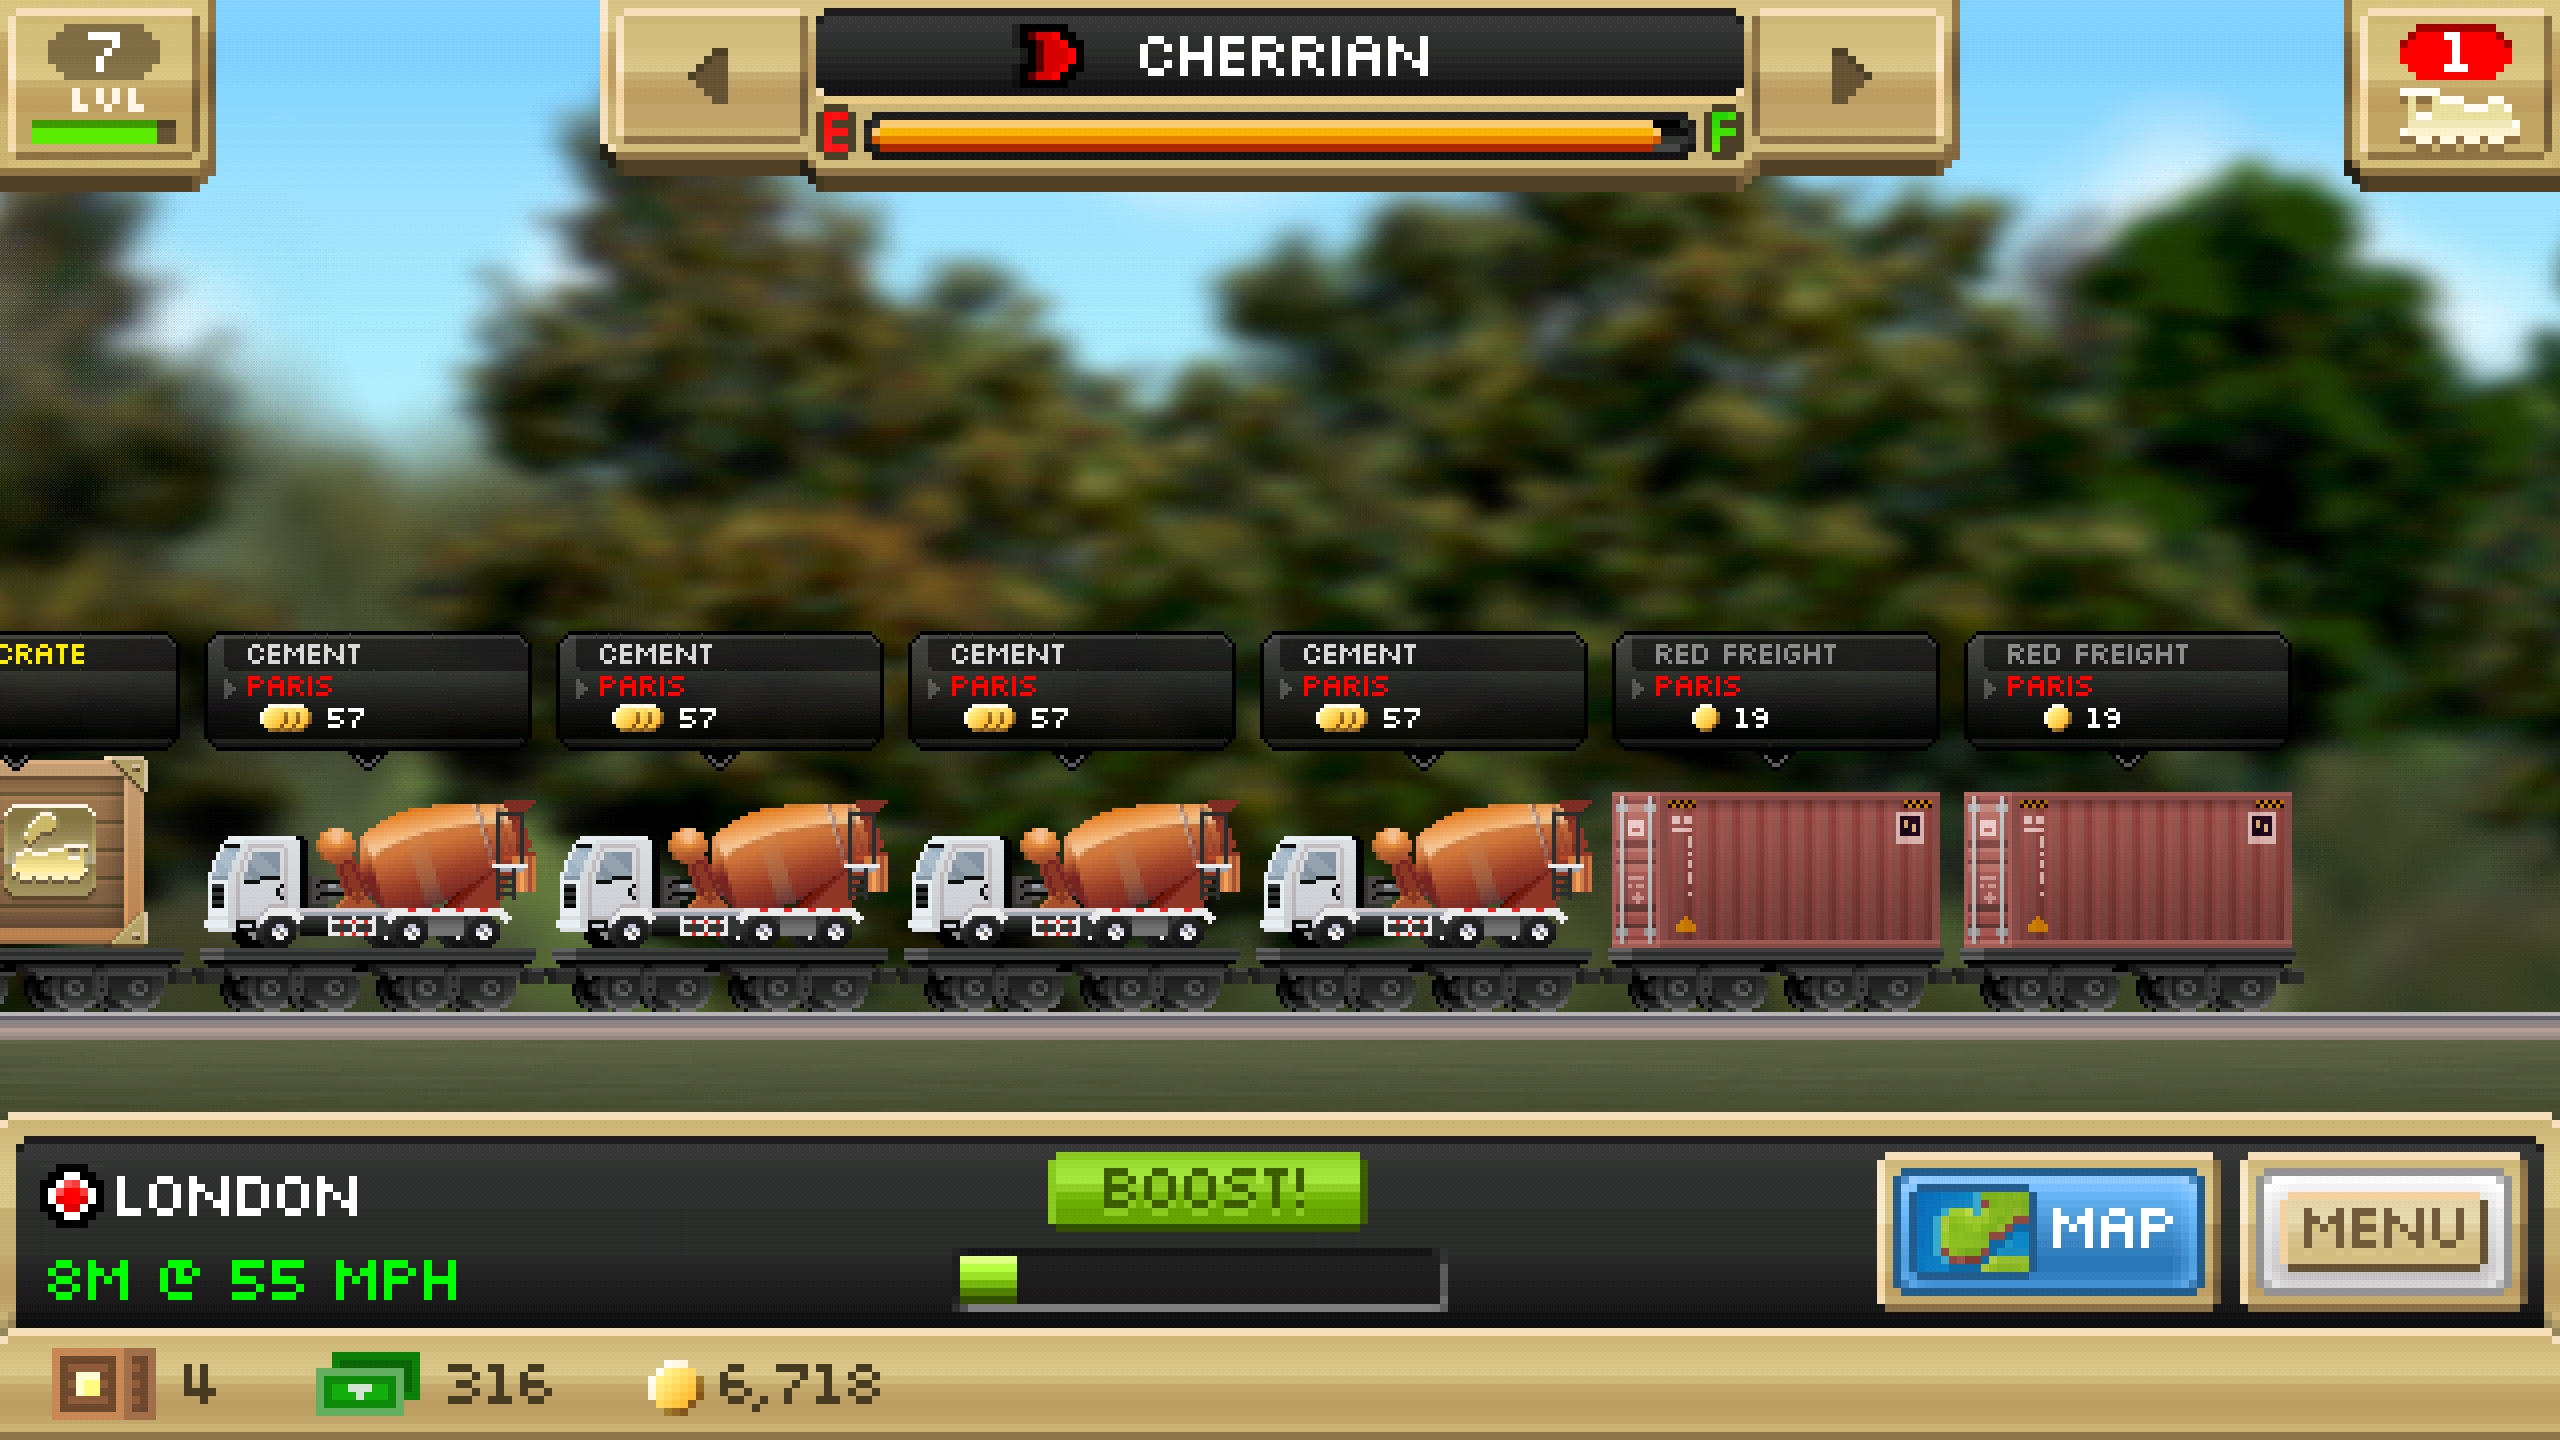 7
LVL
CHERRIAN
E
F
1
CRATE
CEMENT
PARIS
57
CEMENT
PARIS
57
CEMENT
PARIS
57
CEMENT
PARIS
57
RED FREIGHT
PARIS
19
RED FREIGHT
PARIS
19
LONDON
8M @ 55 MPH
BOOST!
MAP
MENU
4
316
6,718